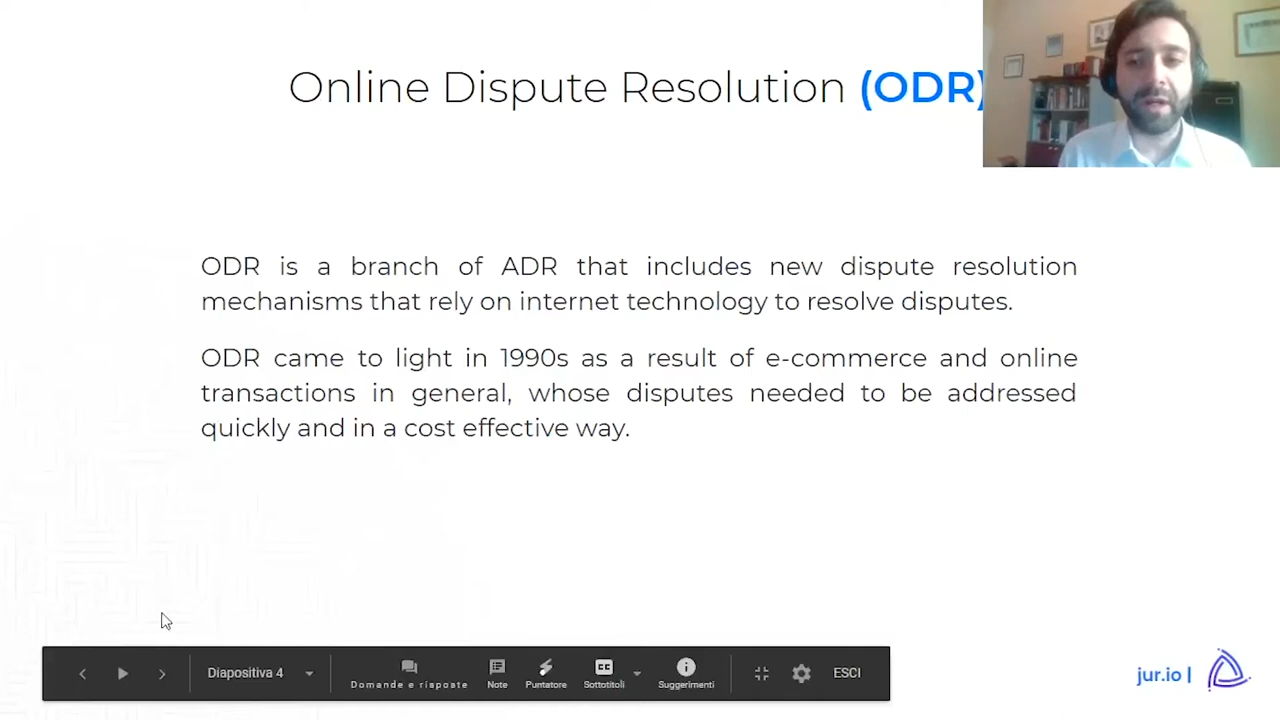 Online Dispute Resolution (ODR)
ODR is a branch of ADR that includes new dispute resolution
mechanisms that rely on internet technology to resolve disputes.
ODR came to light in 1990s as a result of e-commerce and online
transactions in general, whose disputes needed to be addressed
quickly and in a cost effective way.
Diapositiva 4
Domande e risposte
Note
Puntatore
CC
Sottotitoli
Suggerimenti
ESCI
jur.io |